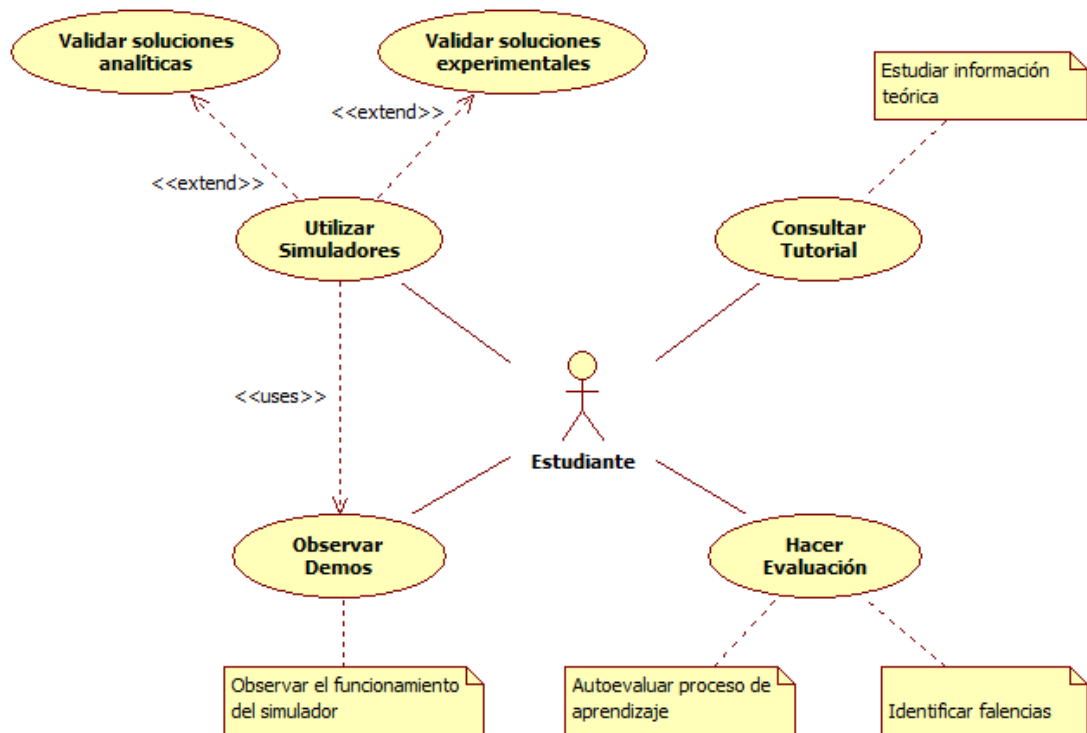 Validar soluciones
analíticas
Validar soluciones
experimentales
Estudiar información
teórica
<<extend>>
<<extend>>
Utilizar
Simuladores
Consultar
Tutorial
<<uses>>
Estudiante
Observar
Demos
Hacer
Evaluación
Observar el funcionamiento
del simulador
Autoevaluar proceso de
aprendizaje
Identificar falencias